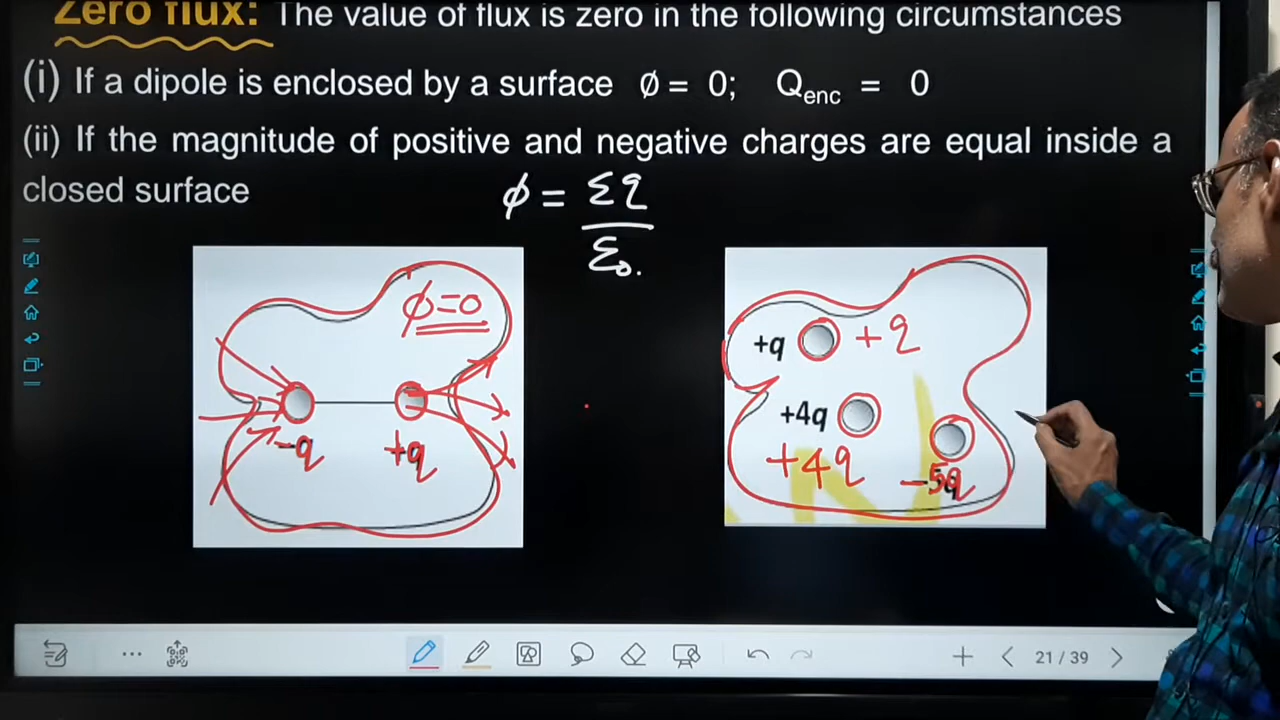 Zero flux: The value of flux is zero in the following circumstances
(i) If a dipole is enclosed by a surface ∅ = 0; Qenc = 0
(ii) If the magnitude of positive and negative charges are equal inside a
closed surface
ϕ = Σq
ε0.
ϕ=0
+q +q
+4q
-q +q
+4q -5q
21 / 39